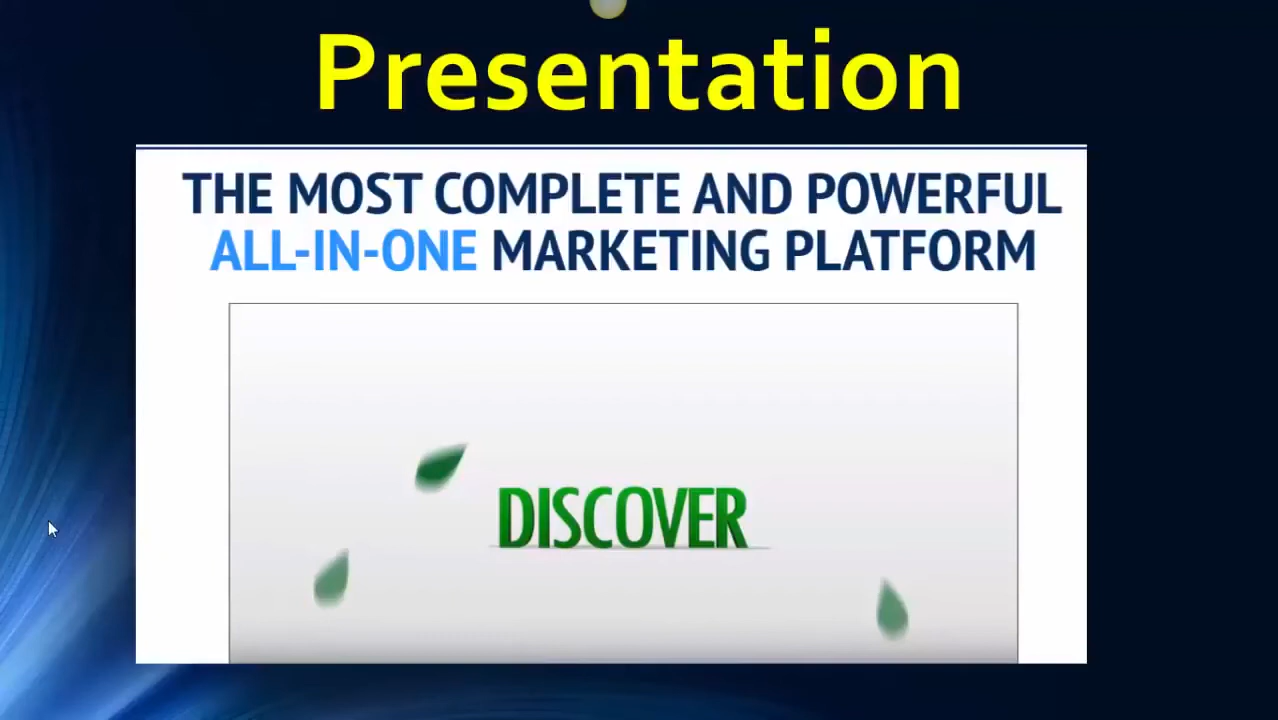 Presentation
THE MOST COMPLETE AND POWERFUL
ALL-IN-ONE MARKETING PLATFORM
DISCOVER